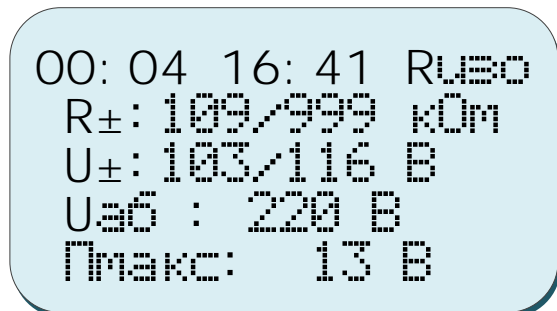 00:04 16:41 Rизо
R±:109/999 кОм
U±:103/116 В
Uаб : 220 В
Пмакс: 13 В